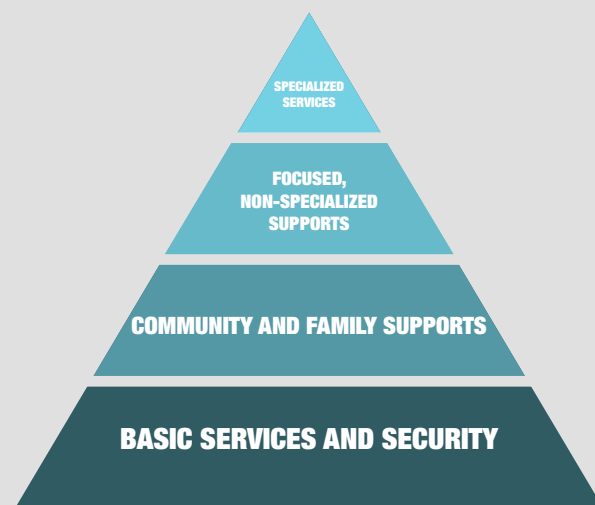 SPECIALIZED
SERVICES
FOCUSED,
NON-SPECIALIZED
SUPPORTS
COMMUNITY AND FAMILY SUPPORTS
BASIC SERVICES AND SECURITY